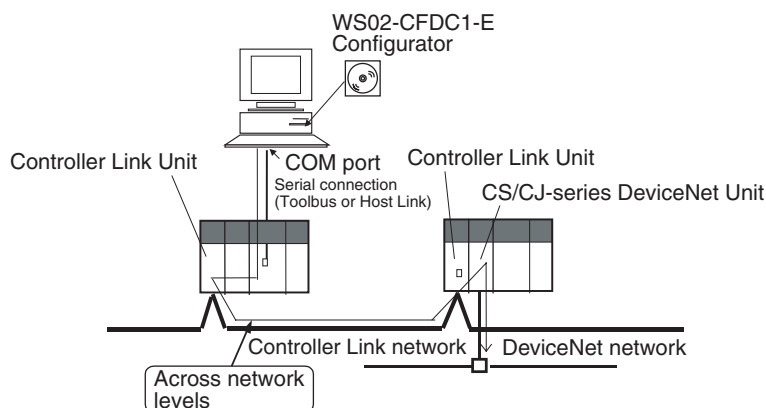 WS02-CFDC1-E
Configurator
Controller Link Unit
COM port
Serial connection
(Toolbus or Host Link)
Controller Link Unit
CS/CJ-series DeviceNet Unit
Controller Link network
DeviceNet network
Across network
levels